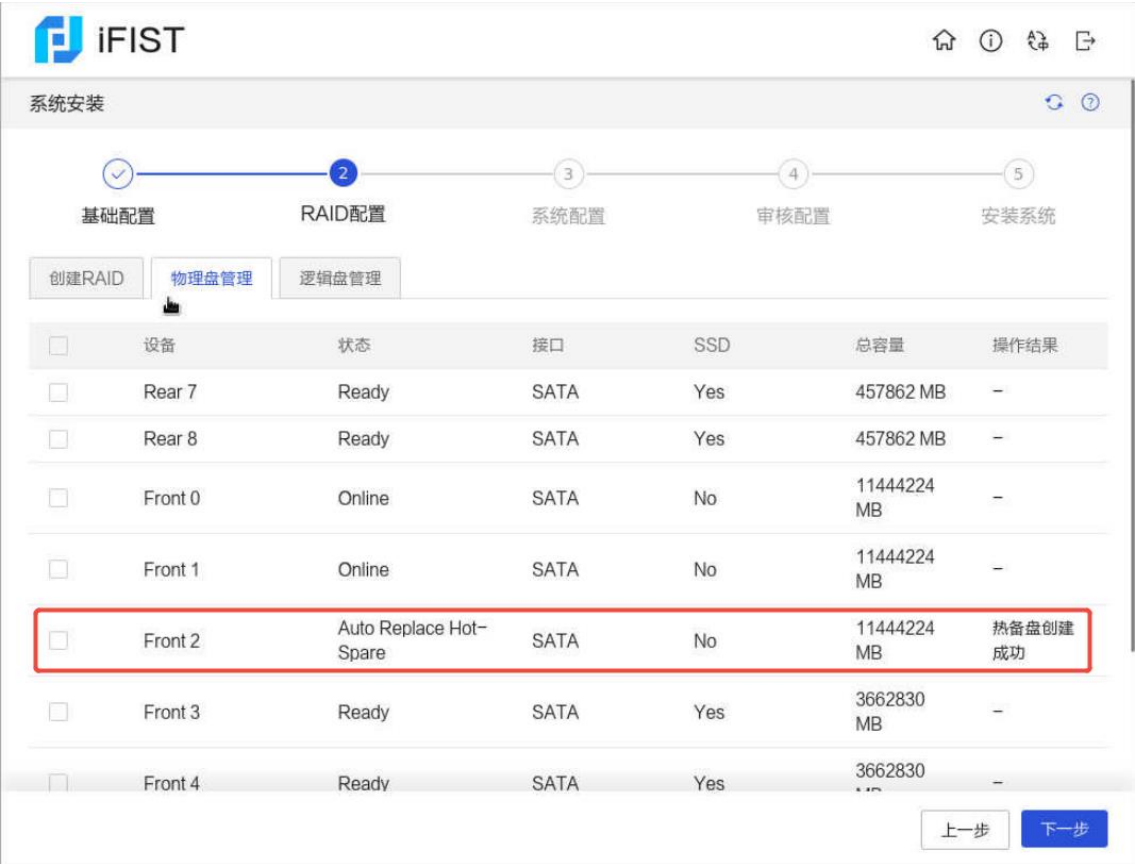 iFIST
系统安装
2 3 4 5
基础配置 RAID配置 系统配置 审核配置 安装系统
创建RAID 物理盘管理 逻辑盘管理
设备 状态 接口 SSD 总容量 操作结果
Rear 7 Ready SATA Yes 457862 MB -
Rear 8 Ready SATA Yes 457862 MB -
Front 0 Online SATA No 11444224 MB -
Front 1 Online SATA No 11444224 MB -
Front 2 Auto Replace Hot-Spare SATA No 11444224 MB 热备盘创建成功
Front 3 Ready SATA Yes 3662830 MB -
Front 4 Ready SATA Yes 3662830 -
上一步 下一步